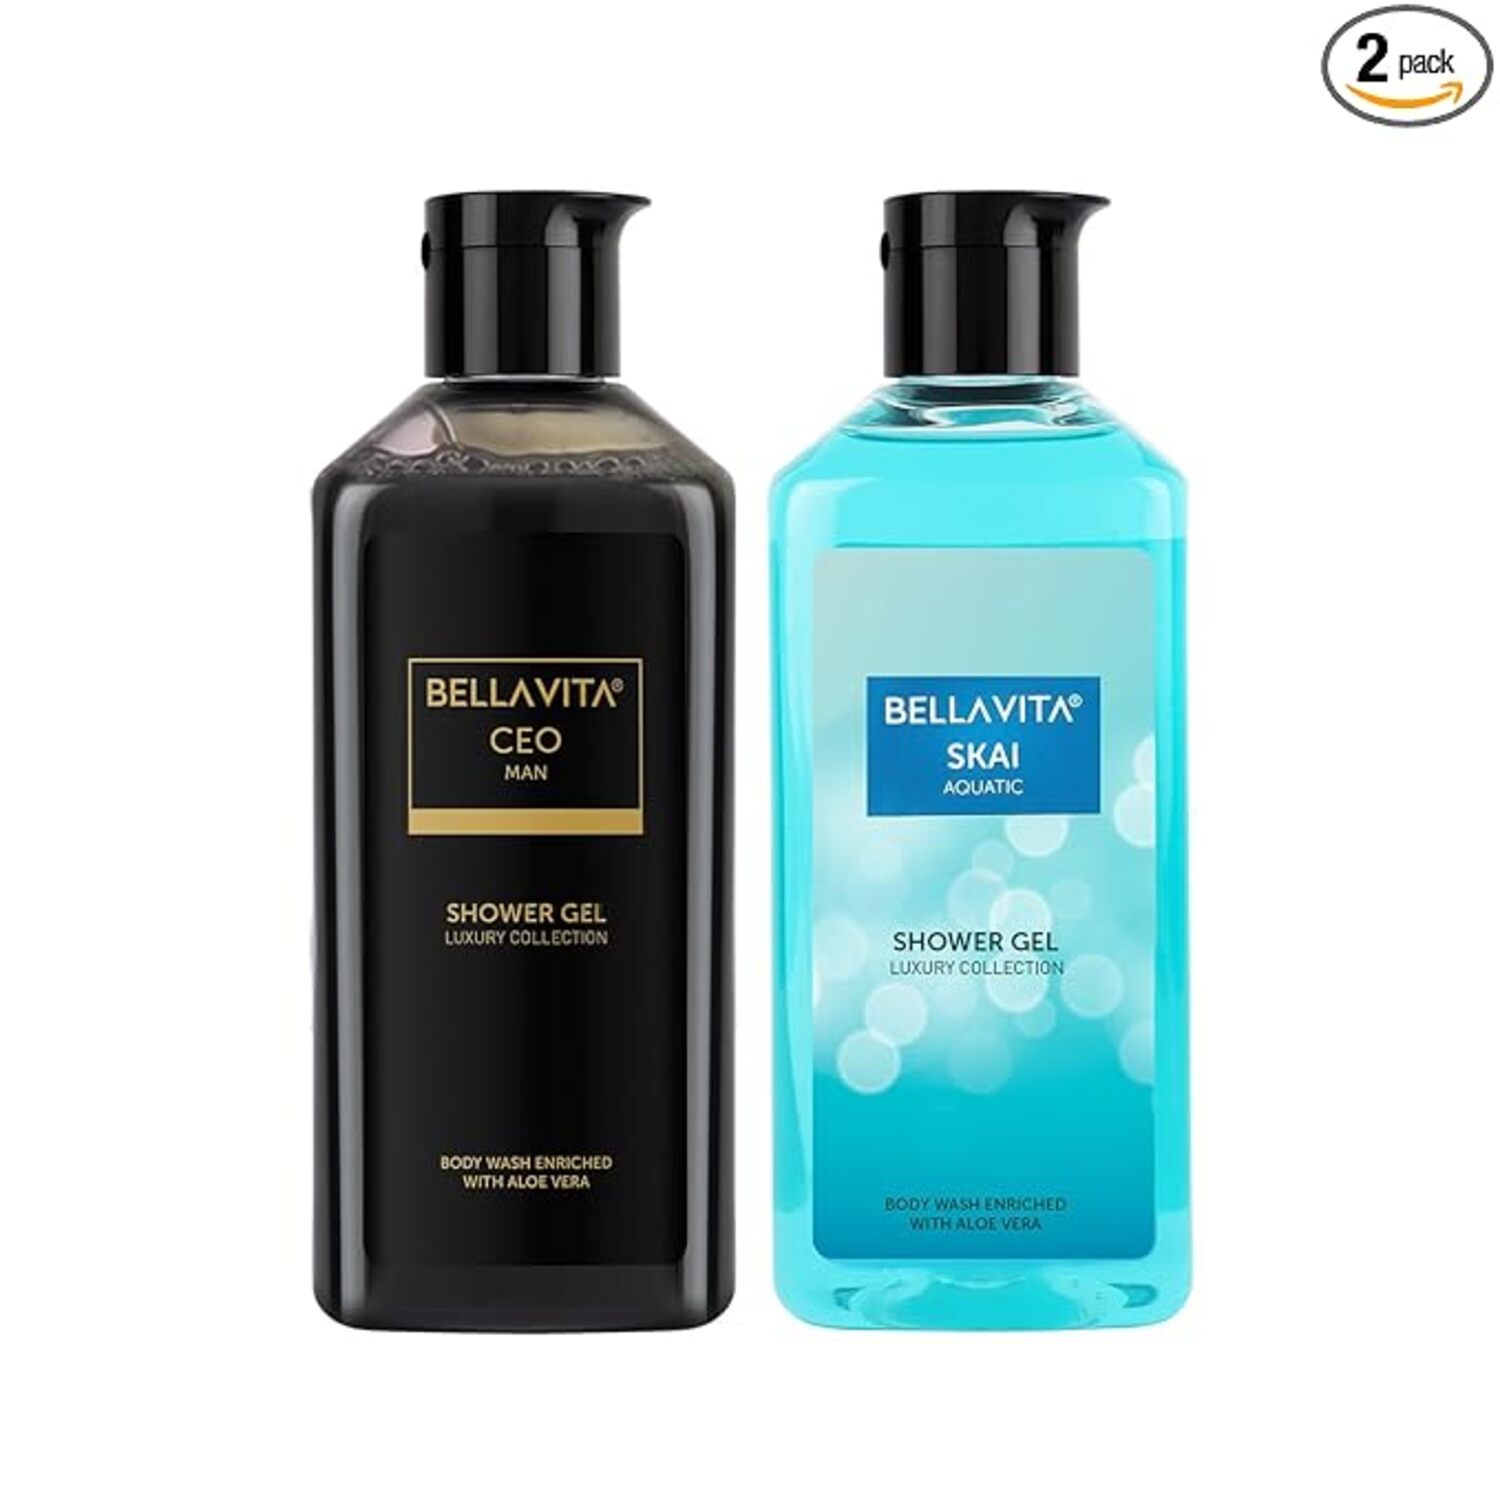 2 pack
BELLAVITA®
CEO
MAN
SHOWER GEL
LUXURY COLLECTION
BODY WASH ENRICHED
WITH ALOE VERA
BELLAVITA®
SKAI
AQUATIC
SHOWER GEL
LUXURY COLLECTION
BODY WASH ENRICHED
WITH ALOE VERA